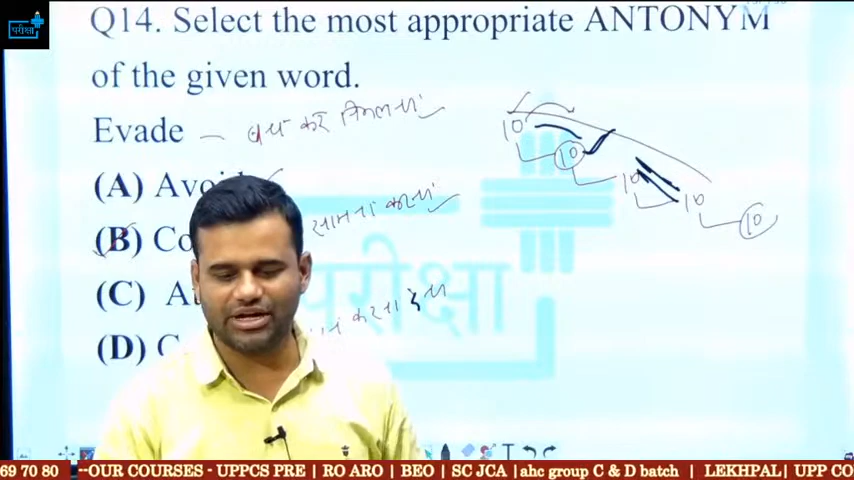 परीक्षा
Q14. Select the most appropriate ANTONYM
of the given word.
Evade – बच कर निकलना
(A) Avoi
(B) Co
सामना करना
(C) A
(D) C
10
10
10
10
10
परीक्षा
69 70 80 --OUR COURSES - UPPCS PRE | RO ARO | BEO | SC JCA |ahc group C & D batch | LEKHPAL| UPP CO